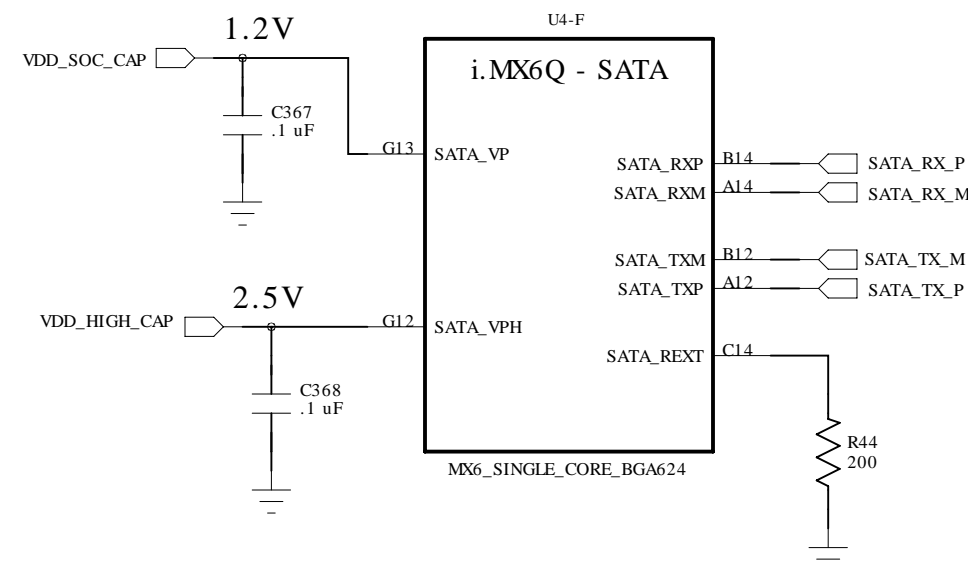 U4-F
1.2V
VDD_SOC_CAP
i.MX6Q - SATA
C367
.1 uF
G13
SATA_VP
SATA_RXP
B14
SATA_RX_P
SATA_RXM
A14
SATA_RX_M
SATA_TXM
B12
SATA_TX_M
SATA_TXP
A12
SATA_TX_P
2.5V
VDD_HIGH_CAP
G12
SATA_VPH
SATA_REXT
C14
C368
.1 uF
R44
200
MX6_SINGLE_CORE_BGA624